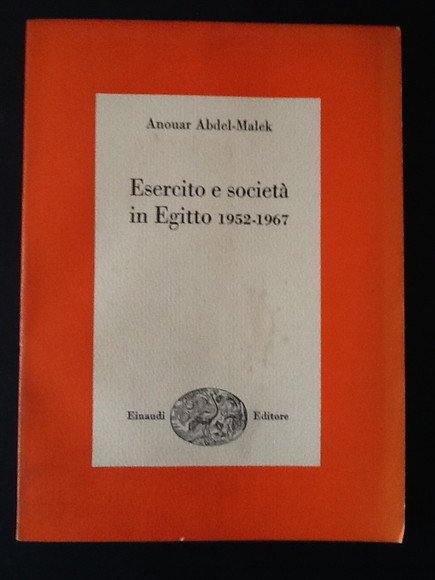 Anouar Abdel-Malek
Esercito e società
in Egitto 1952-1967
Einaudi Editore